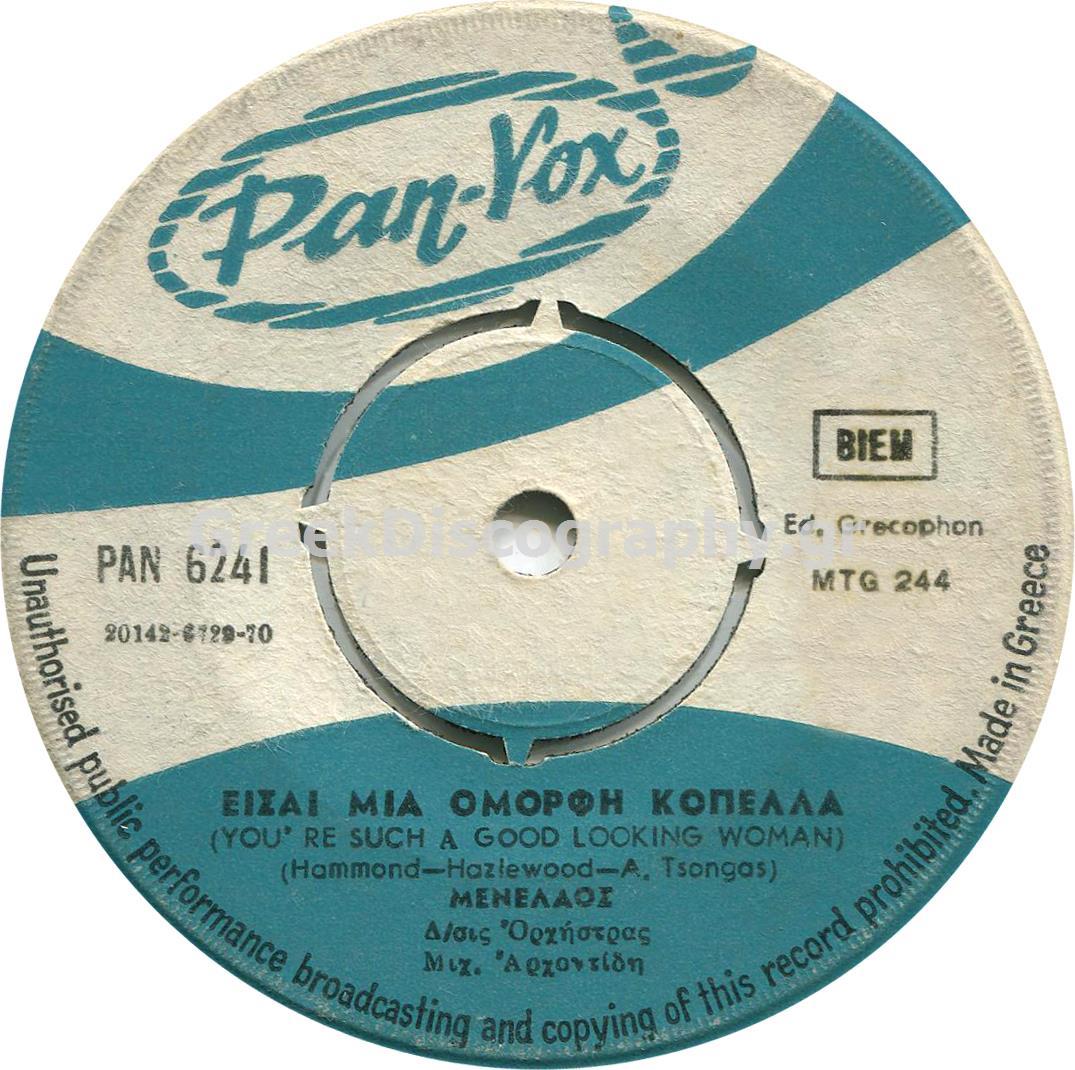 Pan-Vox
BIEM
Ed. Grecophon
MTG 244
PAN 6241
20142-6729-70
GreekDiscography.gr
ΕΙΣΑΙ ΜΙΑ ΟΜΟΡΦΗ ΚΟΠΕΛΛΑ
(YOU' RE SUCH A GOOD LOOKING WOMAN)
(Hammond—Hazlewood—A. Tsongas)
ΜΕΝΕΛΑΟΣ
Δ/σις Ὀρχήστρας
Μιχ. Ἀρχοντίδη
Unauthorised public performance broadcasting and copying of this record prohibited. Made in Greece